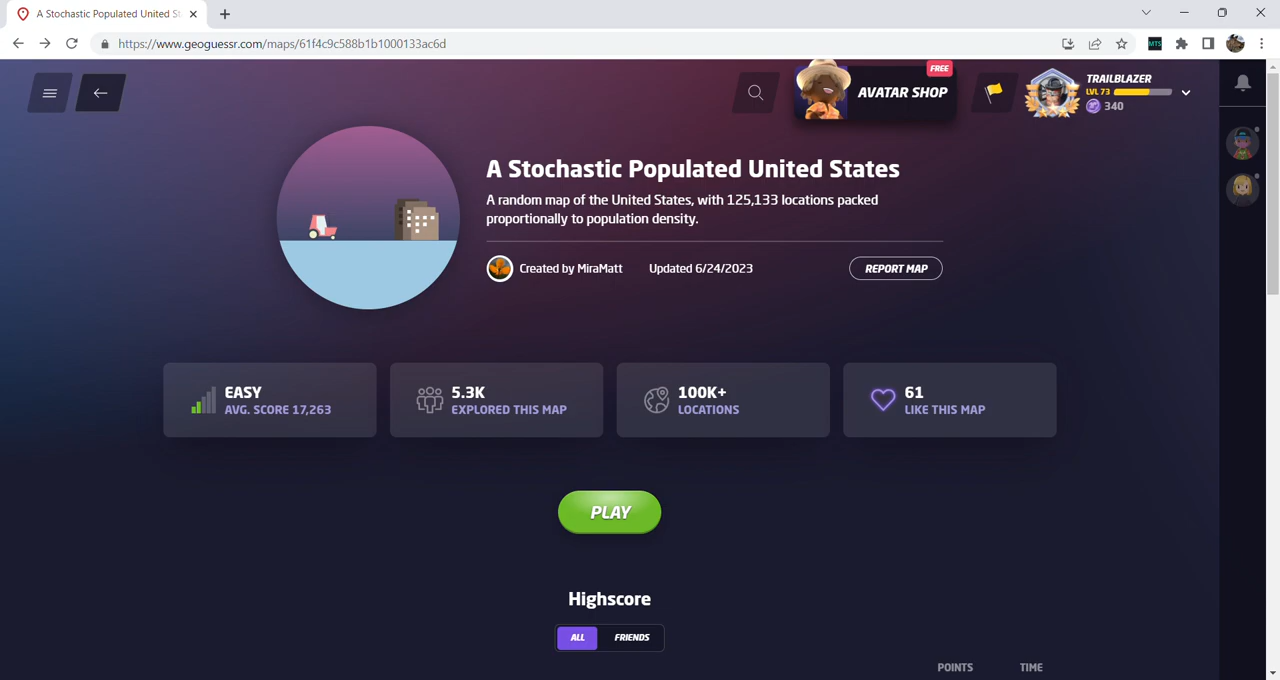 A Stochastic Populated United St
https://www.geoguessr.com/maps/61f4c9c588b1b1000133ac6d
MTS
FREE
AVATAR SHOP
TRAILBLAZER
LVL 73
340
A Stochastic Populated United States
A random map of the United States, with 125,133 locations packed
proportionally to population density.
Created by MiraMatt Updated 6/24/2023 REPORT MAP
EASY
AVG. SCORE 17,263
5.3K
EXPLORED THIS MAP
100K+
LOCATIONS
61
LIKE THIS MAP
PLAY
Highscore
ALL FRIENDS
POINTS TIME